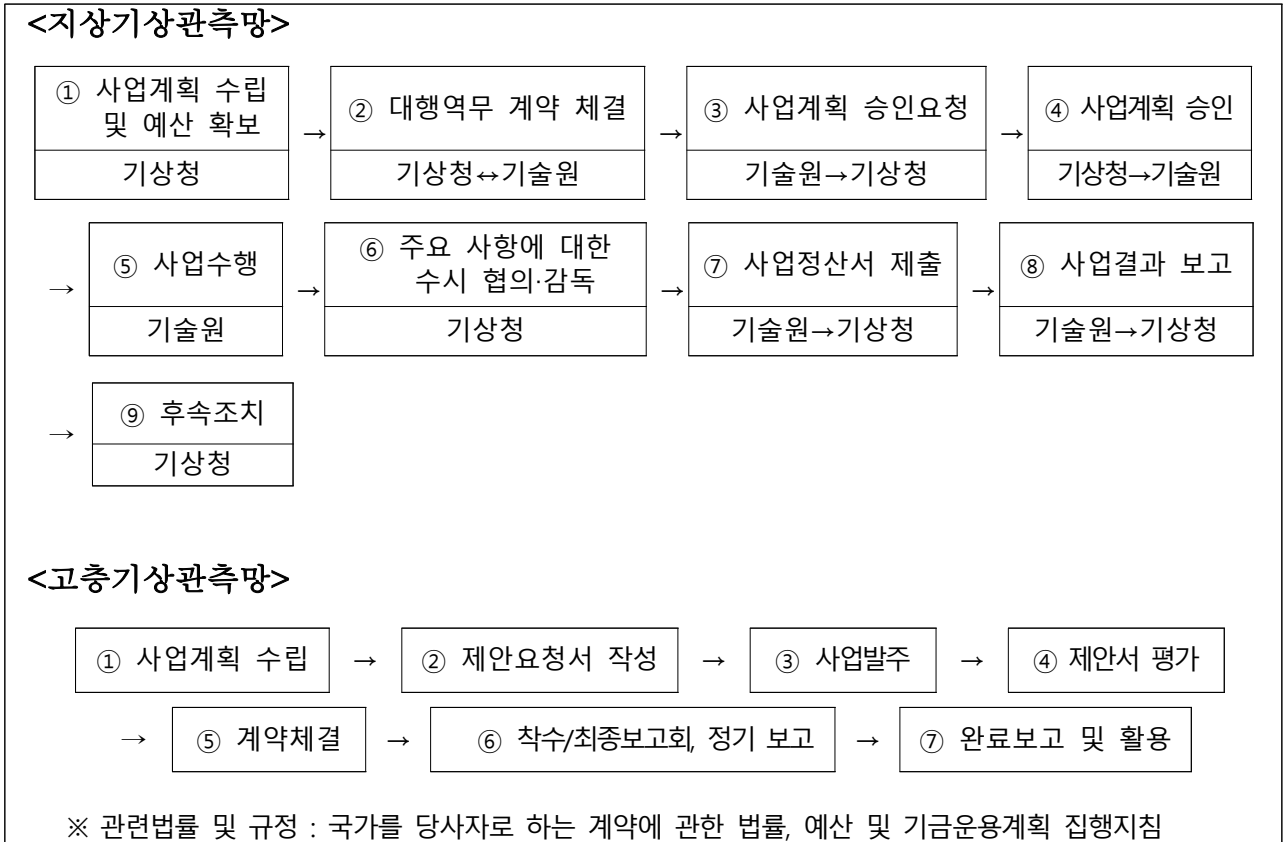 <지상기상관측망>
① 사업계획 수립
및 예산 확보
기상청
→
② 대행역무 계약 체결
기상청↔기술원
→
③ 사업계획 승인요청
기술원→기상청
→
④ 사업계획 승인
기상청→기술원
→
⑤ 사업수행
기술원
→
⑥ 주요 사항에 대한
수시 협의·감독
기상청
→
⑦ 사업정산서 제출
기술원→기상청
→
⑧ 사업결과 보고
기술원→기상청
→
⑨ 후속조치
기상청
<고층기상관측망>
① 사업계획 수립 → ② 제안요청서 작성 → ③ 사업발주 → ④ 제안서 평가
→ ⑤ 계약체결 → ⑥ 착수/최종보고회, 정기 보고 → ⑦ 완료보고 및 활용
※ 관련법률 및 규정 : 국가를 당사자로 하는 계약에 관한 법률, 예산 및 기금운용계획 집행지침